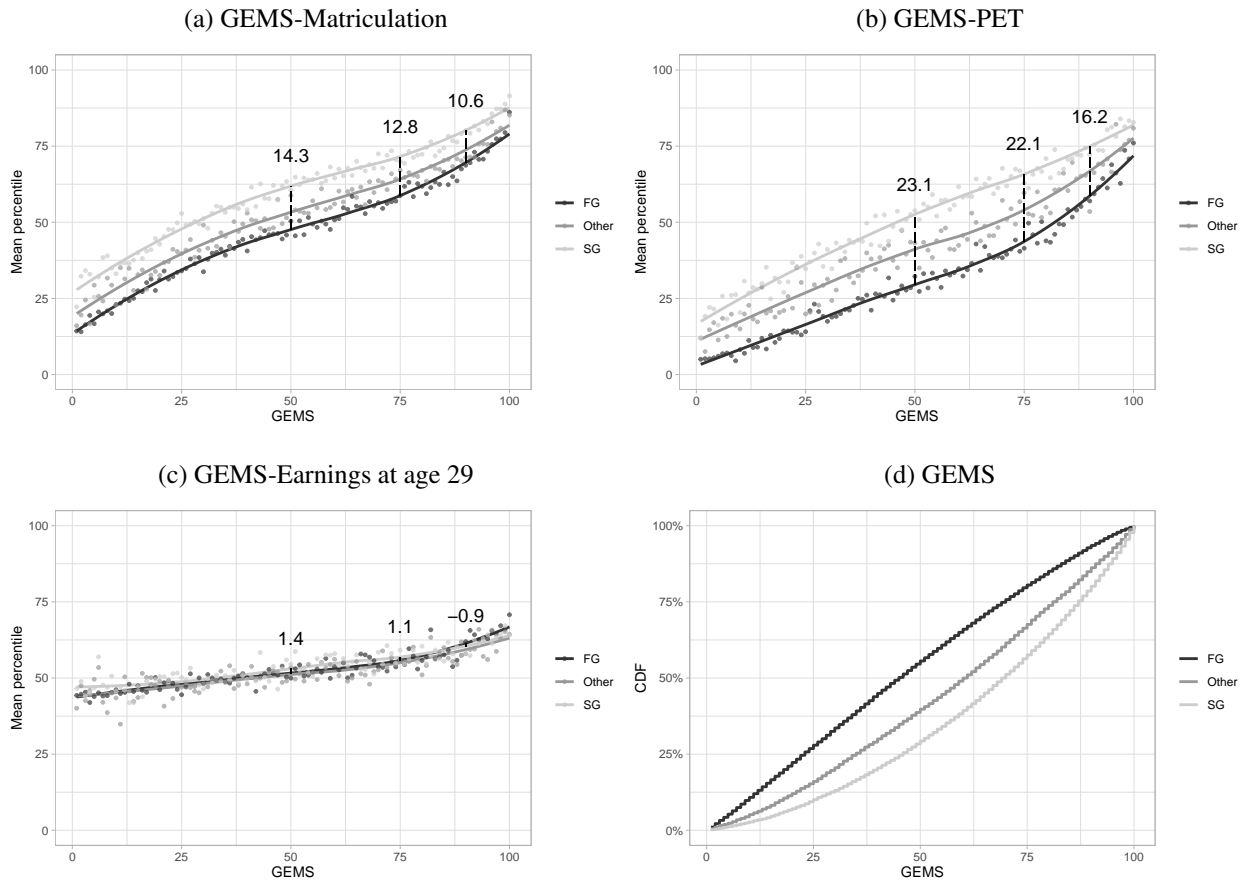 (a) GEMS-Matriculation
100
75
50
25
0
Mean percentile
14.3
12.8
10.6
0
25
50
75
100
GEMS
FG
Other
SG
(b) GEMS-PET
100
75
50
25
0
Mean percentile
23.1
22.1
16.2
0
25
50
75
100
GEMS
FG
Other
SG
(c) GEMS-Earnings at age 29
100
75
50
25
0
Mean percentile
1.4
1.1
−0.9
0
25
50
75
100
GEMS
FG
Other
SG
(d) GEMS
100%
75%
50%
25%
0%
CDF
0
25
50
75
100
GEMS
FG
Other
SG